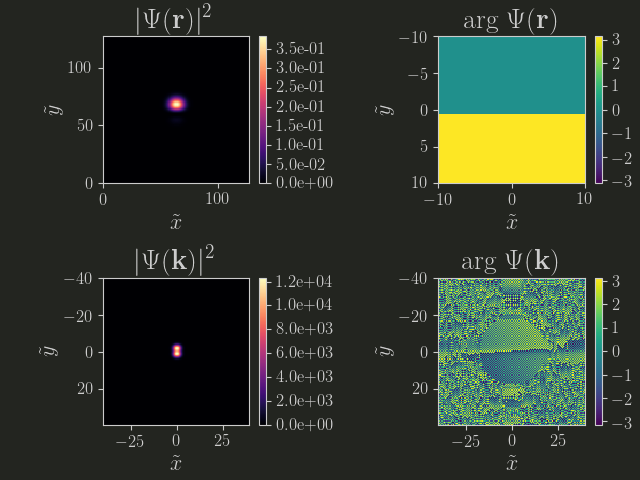 |Ψ(r)|²
arg Ψ(r)
100
50
0
0
100
ỹ
x̃
3.5e-01
3.0e-01
2.5e-01
2.0e-01
1.5e-01
1.0e-01
5.0e-02
0.0e+00
−10
−5
0
5
10
−10
0
10
ỹ
x̃
3
2
1
0
−1
−2
−3
|Ψ(k)|²
arg Ψ(k)
−40
−20
0
20
−25
0
25
ỹ
x̃
1.2e+04
1.0e+04
8.0e+03
6.0e+03
4.0e+03
2.0e+03
0.0e+00
−40
−20
0
20
−25
0
25
ỹ
x̃
3
2
1
0
−1
−2
−3